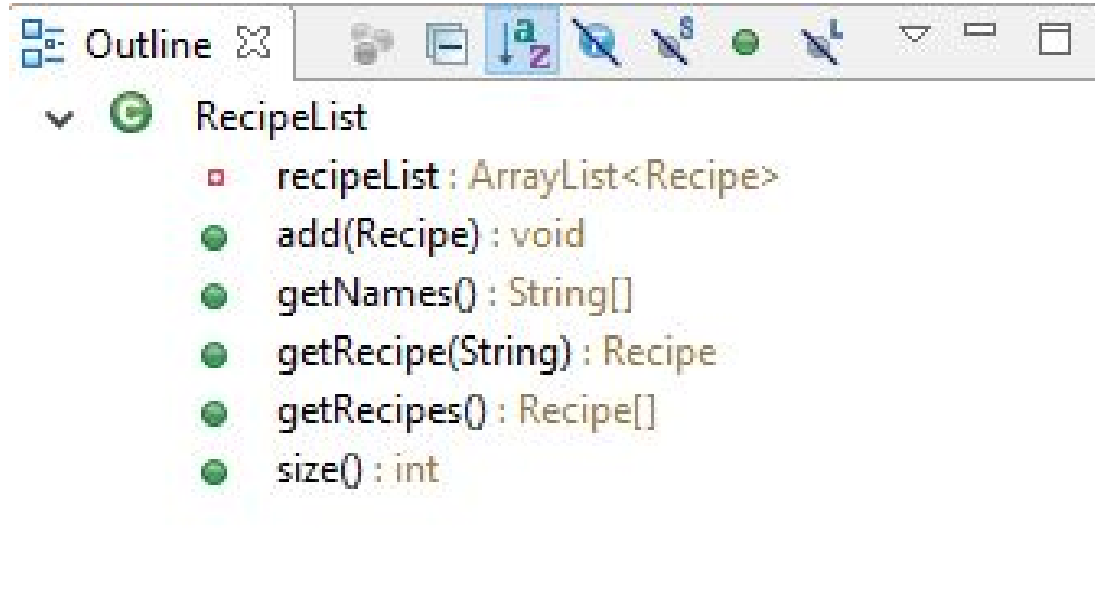 Outline
RecipeList
recipeList : ArrayList<Recipe>
add(Recipe) : void
getNames() : String[]
getRecipe(String) : Recipe
getRecipes() : Recipe[]
size() : int